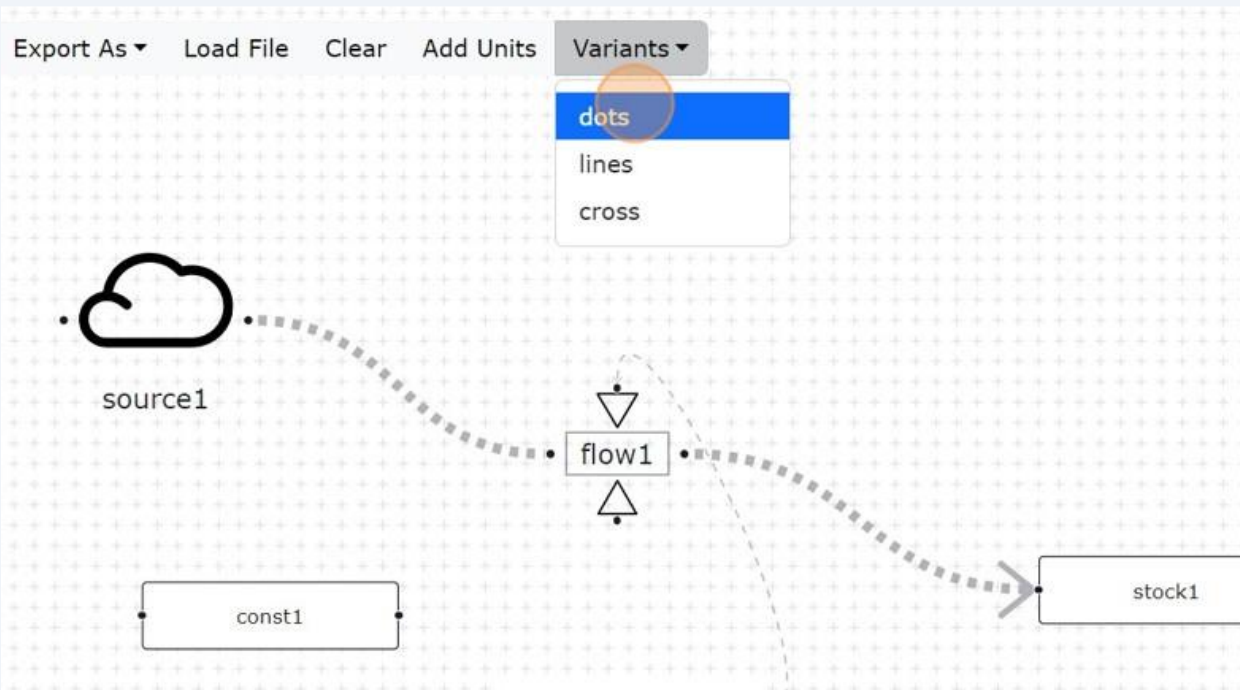 Export As Load File Clear Add Units Variants
dots
lines
cross
source1
flow1
stock1
const1